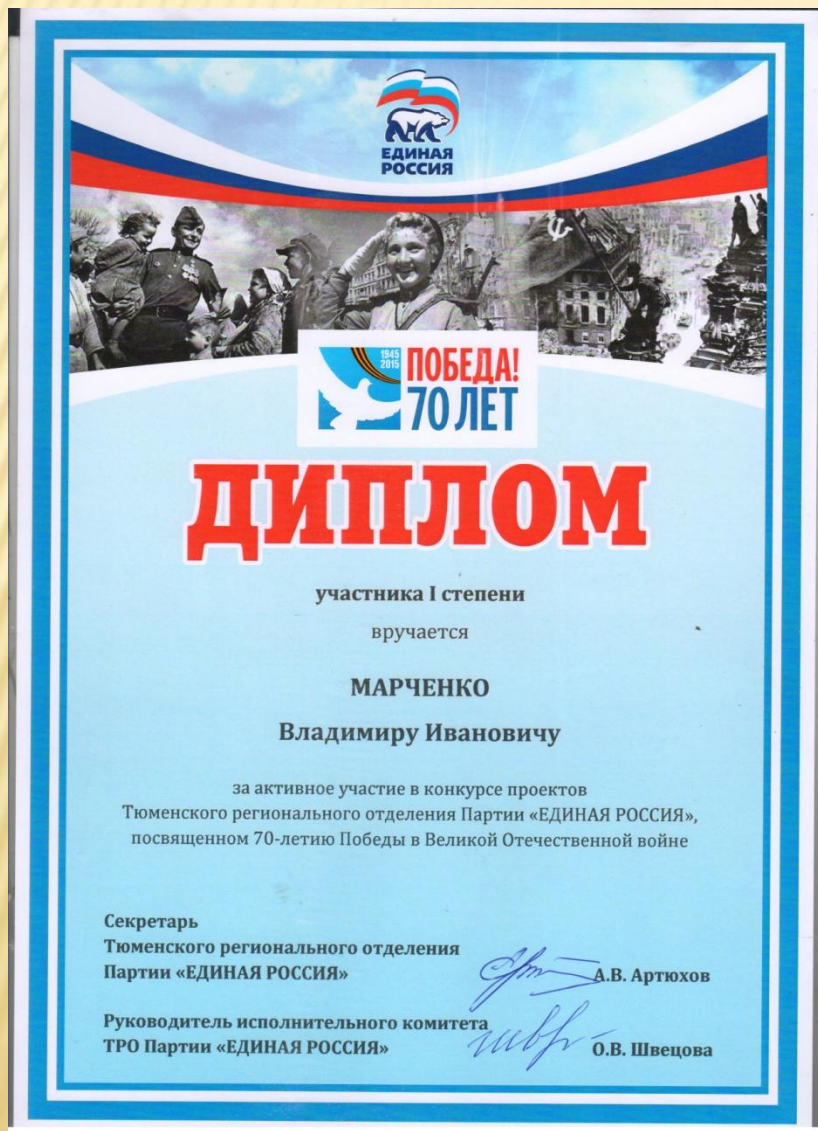 ЕДИНАЯ
РОССИЯ
1945
2015
ПОБЕДА!
70 ЛЕТ
ДИПЛОМ
участника I степени
вручается
МАРЧЕНКО
Владимиру Ивановичу
за активное участие в конкурсе проектов
Тюменского регионального отделения Партии «ЕДИНАЯ РОССИЯ»,
посвященном 70-летию Победы в Великой Отечественной войне
Секретарь
Тюменского регионального отделения
Партии «ЕДИНАЯ РОССИЯ»
А.В. Артюхов
Руководитель исполнительного комитета
ТРО Партии «ЕДИНАЯ РОССИЯ»
О.В. Швецова